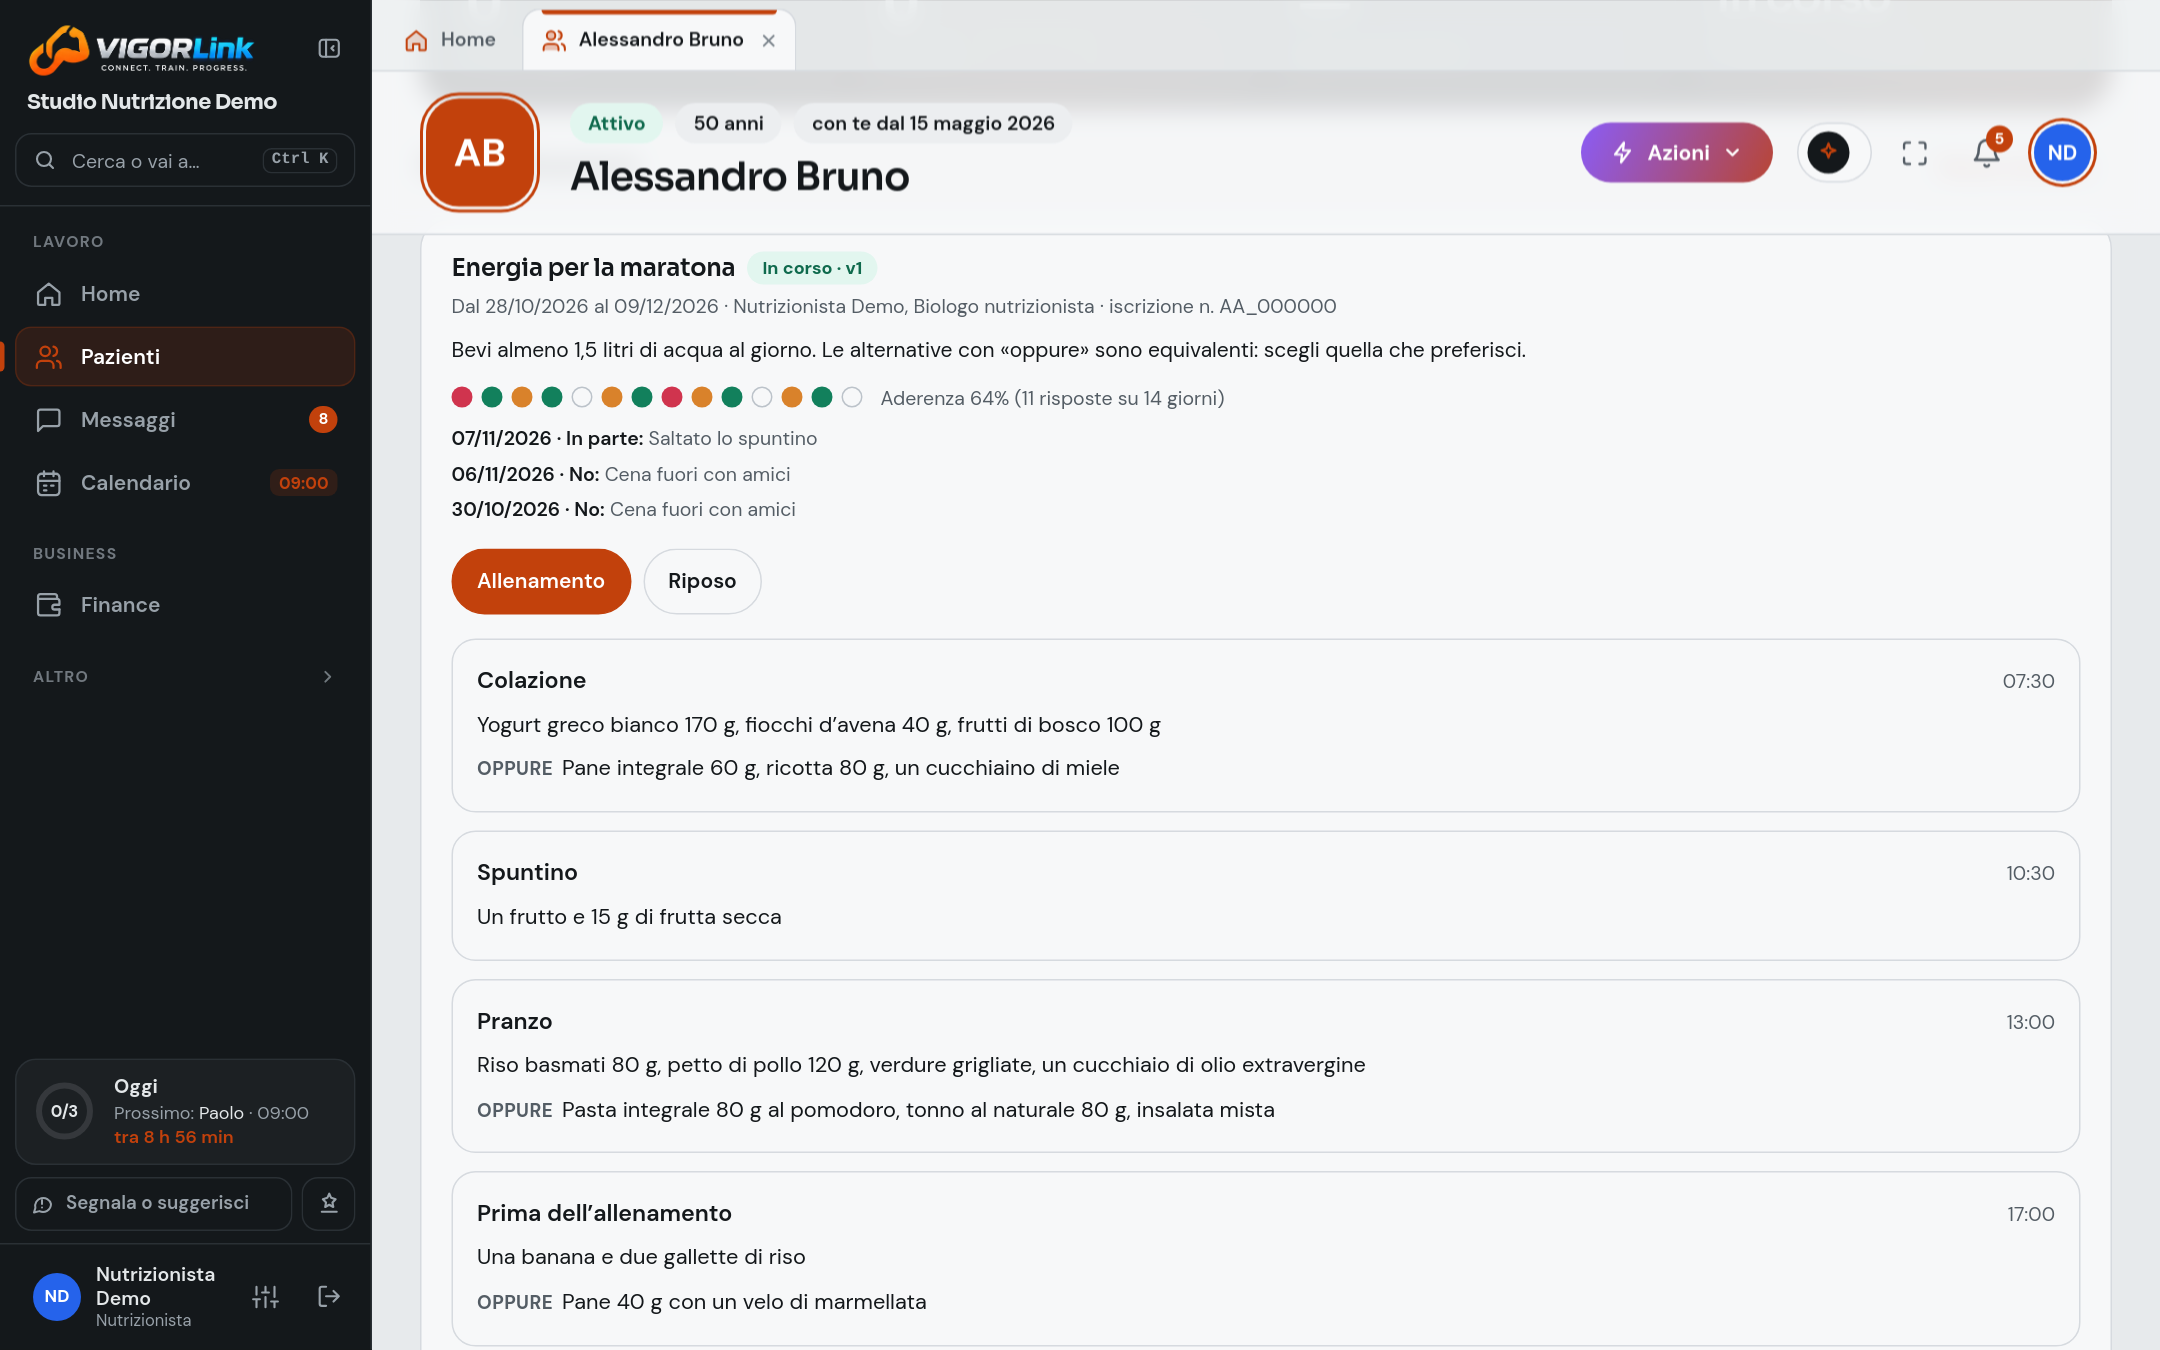 VIGORLink
CONNECT. TRAIN. PROGRESS.
Studio Nutrizione Demo
Cerca o vai a... Ctrl K
LAVORO
Home
Pazienti
Messaggi 8
Calendario 09:00
BUSINESS
Finance
ALTRO
0/3
Oggi
Prossimo: Paolo · 09:00
tra 8 h 56 min
Segnala o suggerisci
ND
Nutrizionista
Demo
Nutrizionista
Home
Alessandro Bruno
AB
Attivo
50 anni
con te dal 15 maggio 2026
Alessandro Bruno
Azioni
5
ND
Energia per la maratona
In corso · v1
Dal 28/10/2026 al 09/12/2026 · Nutrizionista Demo, Biologo nutrizionista · iscrizione n. AA_000000
Bevi almeno 1,5 litri di acqua al giorno. Le alternative con «oppure» sono equivalenti: scegli quella che preferisci.
Aderenza 64% (11 risposte su 14 giorni)
07/11/2026 · In parte: Saltato lo spuntino
06/11/2026 · No: Cena fuori con amici
30/10/2026 · No: Cena fuori con amici
Allenamento
Riposo
Colazione 07:30
Yogurt greco bianco 170 g, fiocchi d’avena 40 g, frutti di bosco 100 g
OPPURE Pane integrale 60 g, ricotta 80 g, un cucchiaino di miele
Spuntino 10:30
Un frutto e 15 g di frutta secca
Pranzo 13:00
Riso basmati 80 g, petto di pollo 120 g, verdure grigliate, un cucchiaio di olio extravergine
OPPURE Pasta integrale 80 g al pomodoro, tonno al naturale 80 g, insalata mista
Prima dell’allenamento 17:00
Una banana e due gallette di riso
OPPURE Pane 40 g con un velo di marmellata